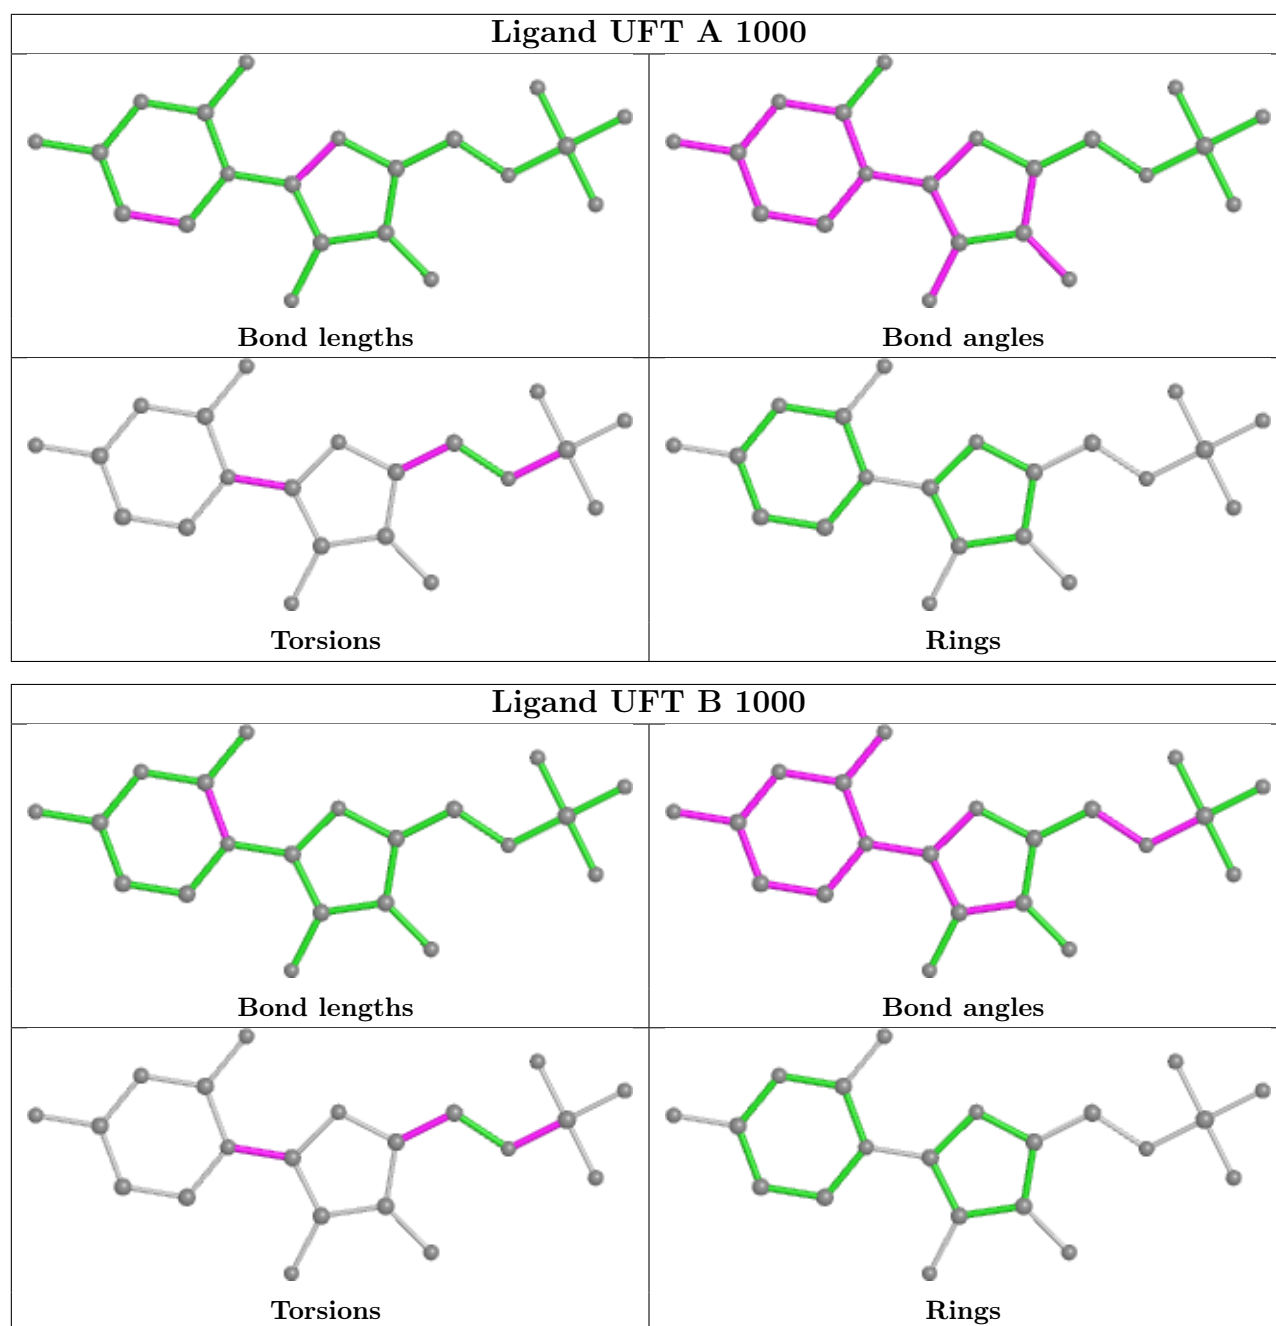 Ligand UFT A 1000
Bond lengths
Bond angles
Torsions
Rings
Ligand UFT B 1000
Bond lengths
Bond angles
Torsions
Rings